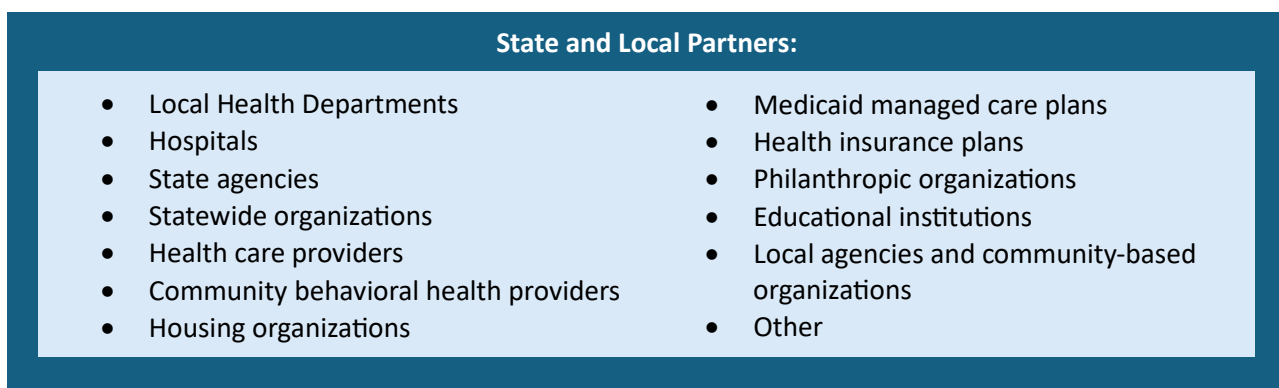 State and Local Partners:
• Local Health Departments
• Hospitals
• State agencies
• Statewide organizations
• Health care providers
• Community behavioral health providers
• Housing organizations
• Medicaid managed care plans
• Health insurance plans
• Philanthropic organizations
• Educational institutions
• Local agencies and community-based
organizations
• Other